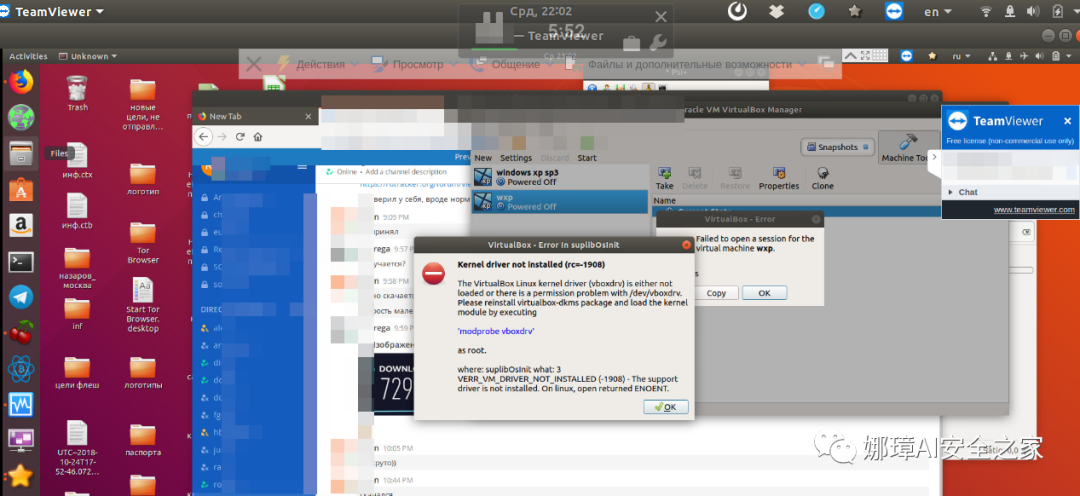 TeamViewer
Срд, 22:02
5:52
— TeamViewer
en
Activities
Unknown
ru
Действия
Просмотр
Общение
Файлы и дополнительные возможности
Trash
новые
цели, не
отправл...
New Tab
Oracle VM VirtualBox Manager
TeamViewer
Free license (non-commercial use only)
Chat
www.teamviewer.com
Files
инф.ctx
логотип
инф.ctb
Tor
Browser
назаров_
москва
Start Tor
Browser.
desktop
inf
цели флеш
логотипы
UTC--2018-
10-24T17-
52-46.072...
паспорта
Online • Add a channel description
верил у себя, вроде норм
9:05 PM
принял
9:57
9:58 PM
rega 9:59
DOWNLO
729
10:05 PM
10:44 PM
New
Settings
Discard
Start
windows xp sp3
Powered Off
wxp
Powered Off
Snapshots
Machine To
Take
Delete
Restore
Properties
Clone
Name
VirtualBox - Error
Failed to open a session for the
virtual machine wxp.
Copy
OK
VirtualBox - Error In suplibOsInit
Kernel driver not installed (rc=-1908)
The VirtualBox Linux kernel driver (vboxdrv) is either not
loaded or there is a permission problem with /dev/vboxdrv.
Please reinstall virtualbox-dkms package and load the kernel
module by executing
'modprobe vboxdrv'
as root.
where: suplibOsInit what: 3
VERR_VM_DRIVER_NOT_INSTALLED (-1908) - The support
driver is not installed. On linux, open returned ENOENT.
OK
娜璋AI安全之家